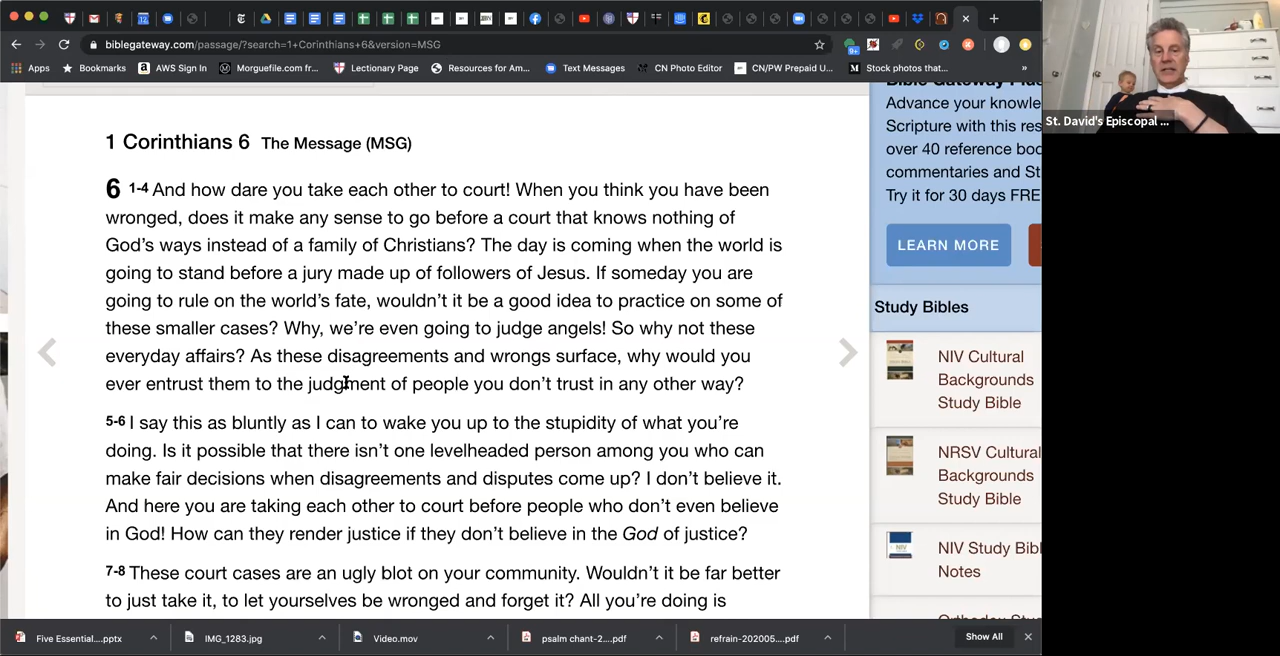 biblegateway.com/passage/?search=1+Corinthians+6&version=MSG
9+
Apps
Bookmarks
AWS Sign In
Morguefile.com fr...
Lectionary Page
Resources for Am...
Text Messages
CN Photo Editor
CN/PW Prepaid U...
Stock photos that...
»
1 Corinthians 6 The Message (MSG)
6 1-4 And how dare you take each other to court! When you think you have been
wronged, does it make any sense to go before a court that knows nothing of
God's ways instead of a family of Christians? The day is coming when the world is
going to stand before a jury made up of followers of Jesus. If someday you are
going to rule on the world's fate, wouldn't it be a good idea to practice on some of
these smaller cases? Why, we're even going to judge angels! So why not these
everyday affairs? As these disagreements and wrongs surface, why would you
ever entrust them to the judgment of people you don't trust in any other way?
5-6 I say this as bluntly as I can to wake you up to the stupidity of what you're
doing. Is it possible that there isn't one levelheaded person among you who can
make fair decisions when disagreements and disputes come up? I don't believe it.
And here you are taking each other to court before people who don't even believe
in God! How can they render justice if they don't believe in the God of justice?
7-8 These court cases are an ugly blot on your community. Wouldn't it be far better
to just take it, to let yourselves be wronged and forget it? All you're doing is
Advance your knowle
Scripture with this res
over 40 reference boo
commentaries and St
Try it for 30 days FRE
LEARN MORE
Study Bibles
NIV Cultural
Backgrounds
Study Bible
NRSV Cultural
Backgrounds
Study Bible
NIV Study Bibl
Notes
St. David's Episcopal ...
Five Essential....pptx
IMG_1283.jpg
Video.mov
psalm chant-2....pdf
refrain-202005....pdf
Show All